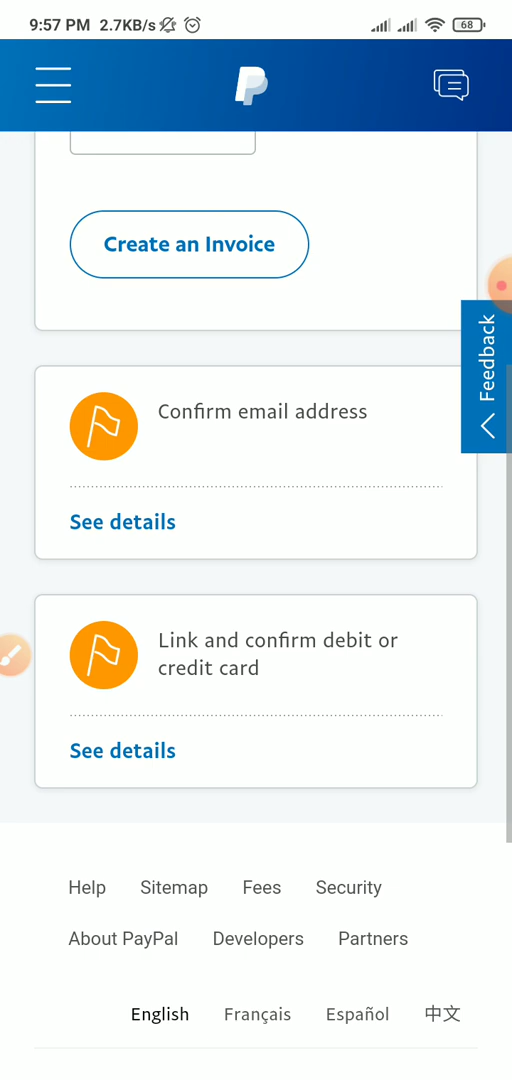 9:57 PM 2.7KB/s 68
Create an Invoice
Feedback
Confirm email address
See details
Link and confirm debit or
credit card
See details
Help Sitemap Fees Security
About PayPal Developers Partners
English Français Español 中文